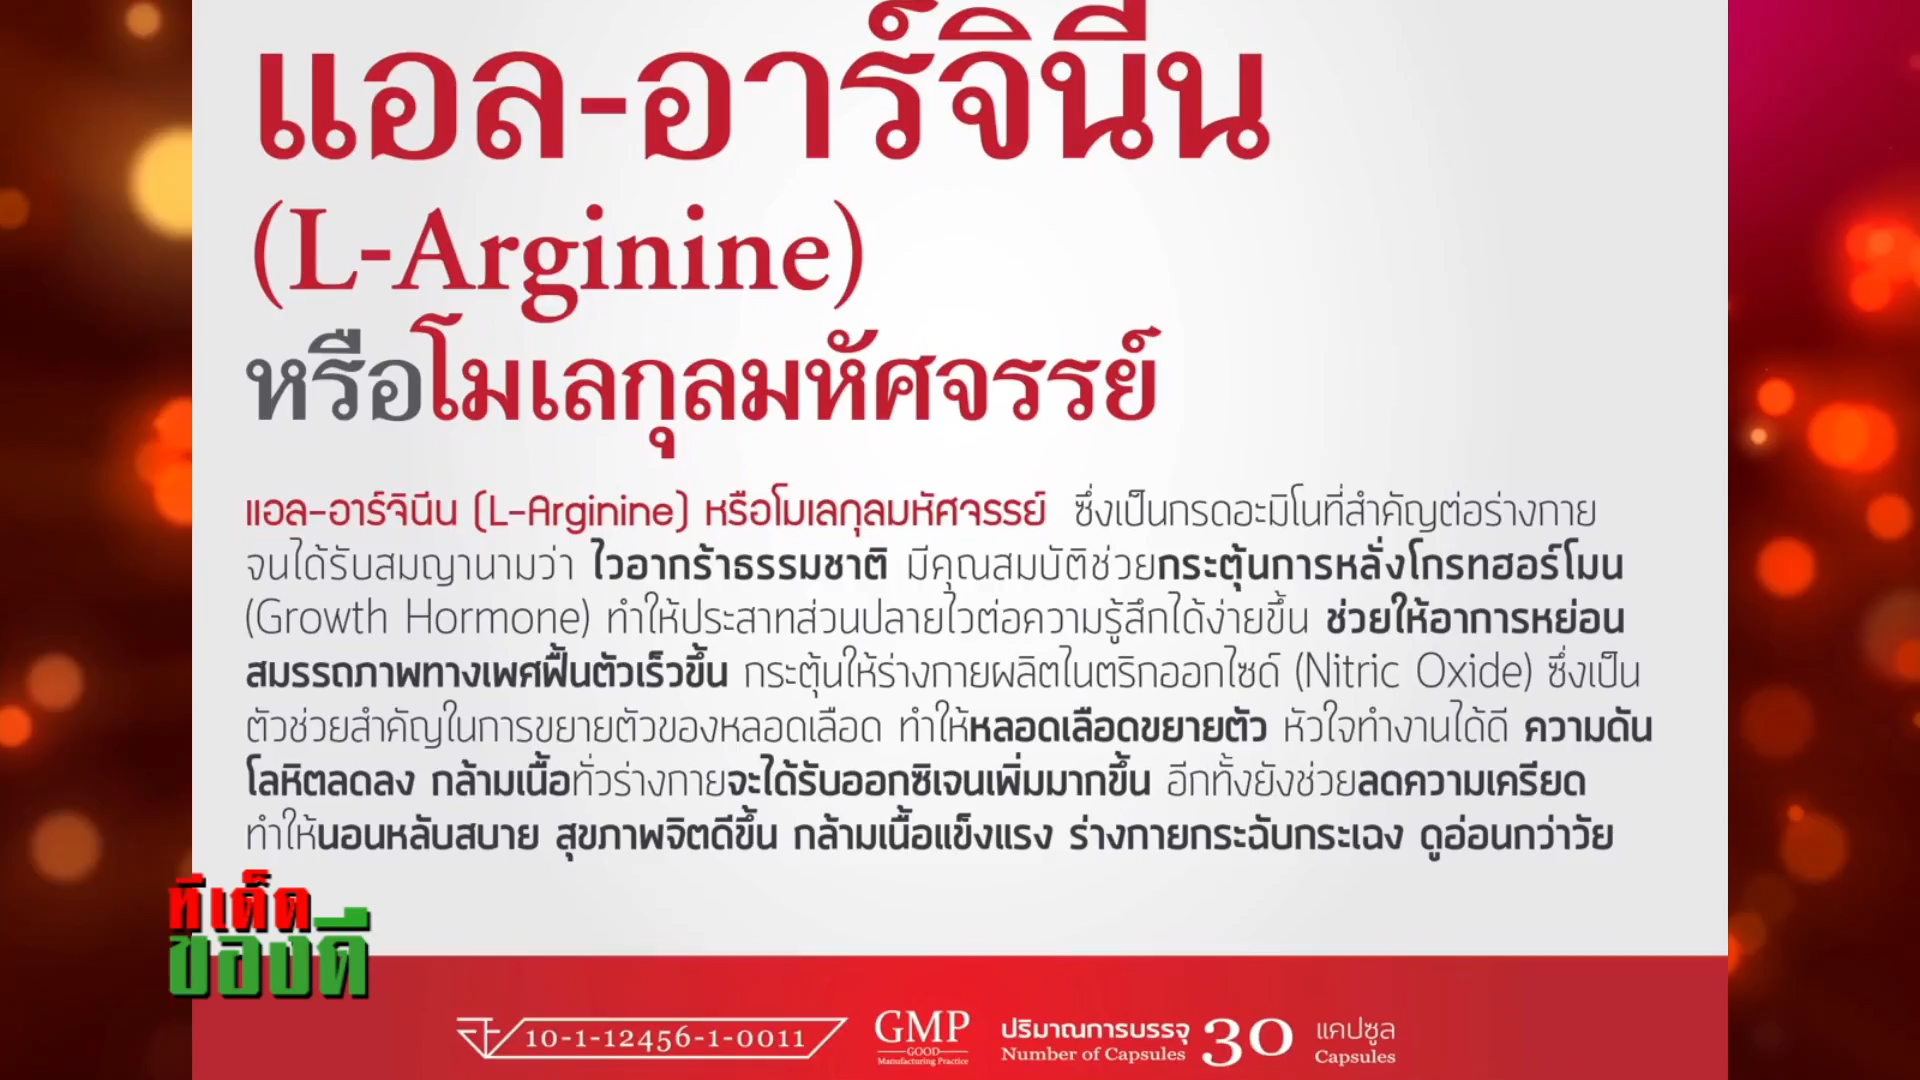 แอล-อาร์จินีน
(L-Arginine)
หรือโมเลกุลมหัศจรรย์
แอล-อาร์จินีน (L-Arginine) หรือโมเลกุลมหัศจรรย์ ซึ่งเป็นกรดอะมิโนที่สำคัญต่อร่างกาย
จนได้รับสมญานามว่า ไวอากร้าธรรมชาติ มีคุณสมบัติช่วยกระตุ้นการหลั่งโกรทฮอร์โมน
(Growth Hormone) ทำให้ประสาทส่วนปลายไวต่อความรู้สึกได้ง่ายขึ้น ช่วยให้อาการหย่อน
สมรรถภาพทางเพศฟื้นตัวเร็วขึ้น กระตุ้นให้ร่างกายผลิตไนตริกออกไซด์ (Nitric Oxide) ซึ่งเป็น
ตัวช่วยสำคัญในการขยายตัวของหลอดเลือด ทำให้หลอดเลือดขยายตัว หัวใจทำงานได้ดี ความดัน
โลหิตลดลง กล้ามเนื้อทั่วร่างกายจะได้รับออกซิเจนเพิ่มมากขึ้น อีกทั้งยังช่วยลดความเครียด
ทำให้นอนหลับสบาย สุขภาพจิตดีขึ้น กล้ามเนื้อแข็งแรง ร่างกายกระฉับกระเฉง ดูอ่อนกว่าวัย
ทีเด็ด
ของดี
10-1-12456-1-0011
GMP
GOOD
Manufacturing Practice
ปริมาณการบรรจุ 30 แคปซูล
Number of Capsules Capsules